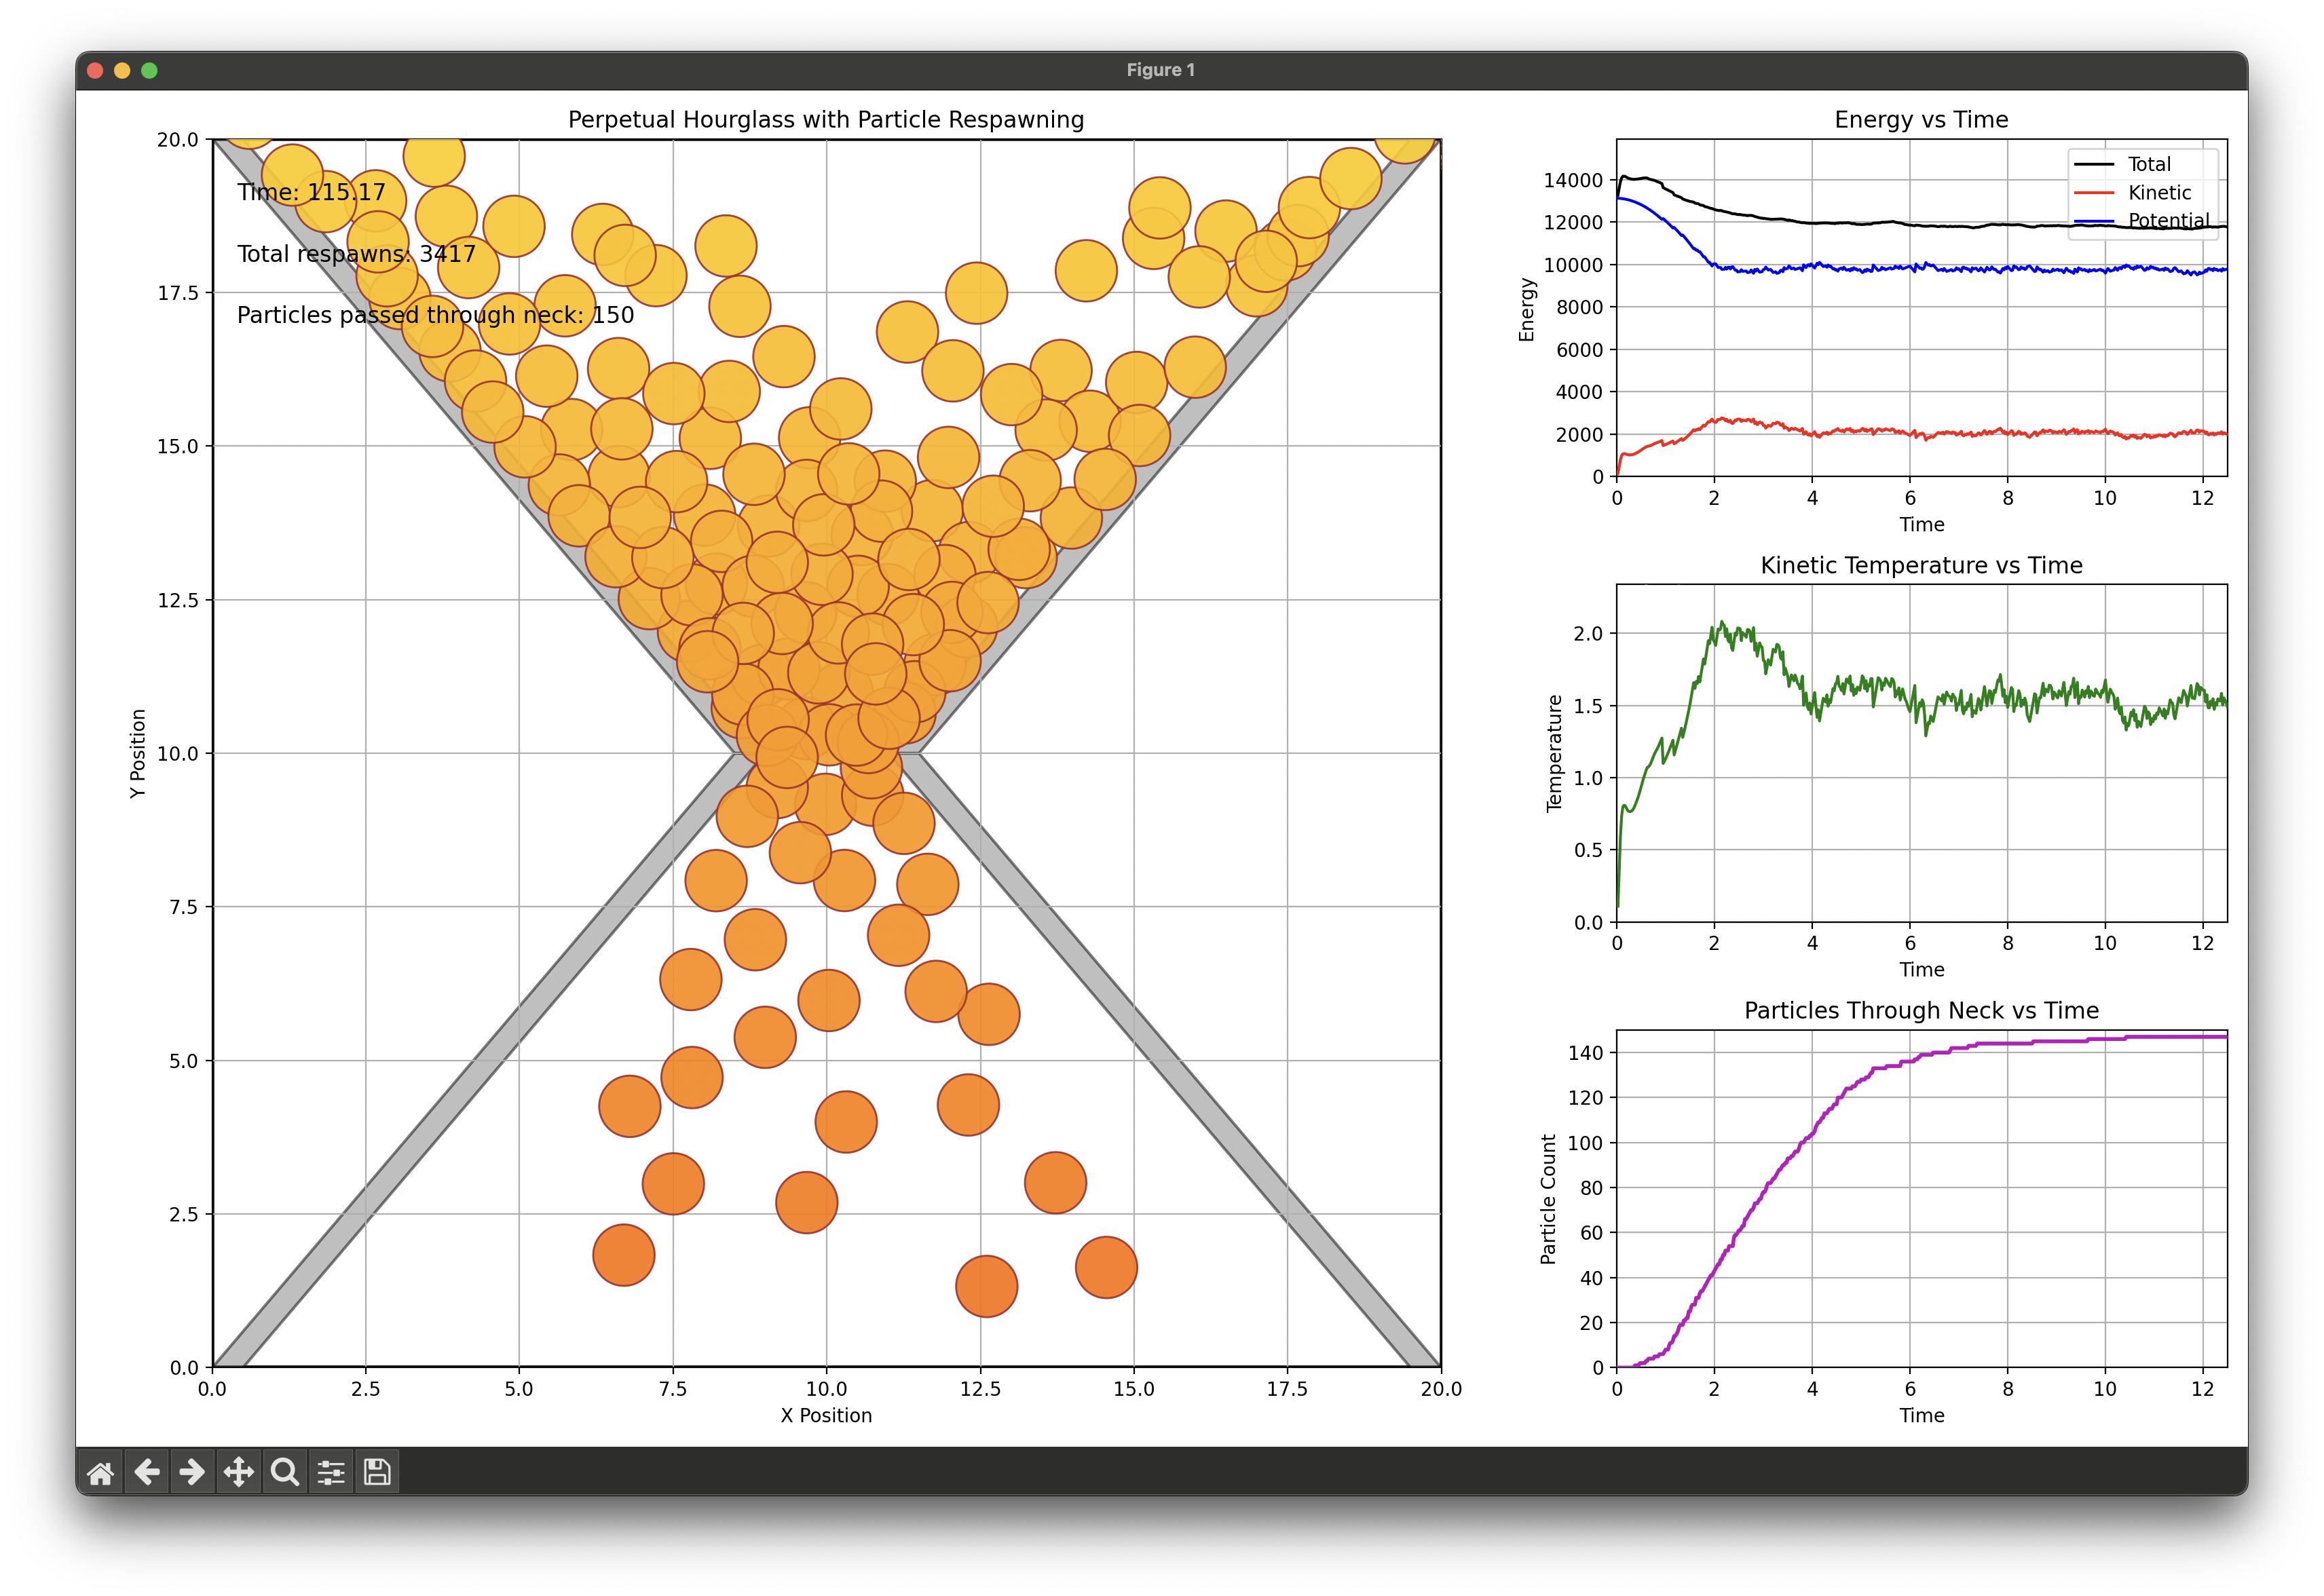 Figure 1
Perpetual Hourglass with Particle Respawning
20.0
17.5
15.0
12.5
10.0
7.5
5.0
2.5
0.0
Y Position
Time: 115.17
Total respawns: 3417
Particles passed through neck: 150
0.0 2.5 5.0 7.5 10.0 12.5 15.0 17.5 20.0
X Position
Energy vs Time
14000
12000
10000
8000
6000
4000
2000
0
Energy
Total
Kinetic
Potential
0 2 4 6 8 10 12
Time
Kinetic Temperature vs Time
2.0
1.5
1.0
0.5
0.0
Temperature
0 2 4 6 8 10 12
Time
Particles Through Neck vs Time
140
120
100
80
60
40
20
0
Particle Count
0 2 4 6 8 10 12
Time